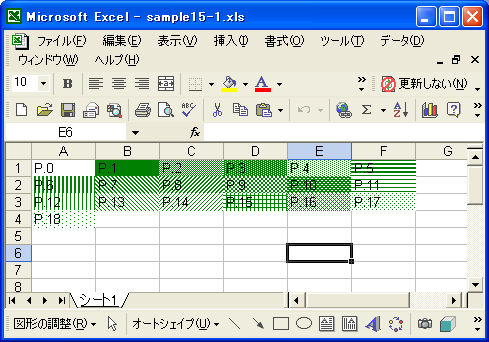 Microsoft Excel - sample15-1.xls
ファイル(F) 編集(E) 表示(V) 挿入(I) 書式(O) ツール(T) データ(D)
ウィンドウ(W) ヘルプ(H)
10 B A 更新しない(N)
ABC Σ A Z
E6 fx
A B C D E F G
1 P.0 P.1 P.2 P.3 P.4 P.5
2 P.6 P.7 P.8 P.9 P.10 P.11
3 P.12 P.13 P.14 P.15 P.16 P.17
4 P.18
5
6
7
8
シート1
図形の調整(R) オートシェイプ(U) A